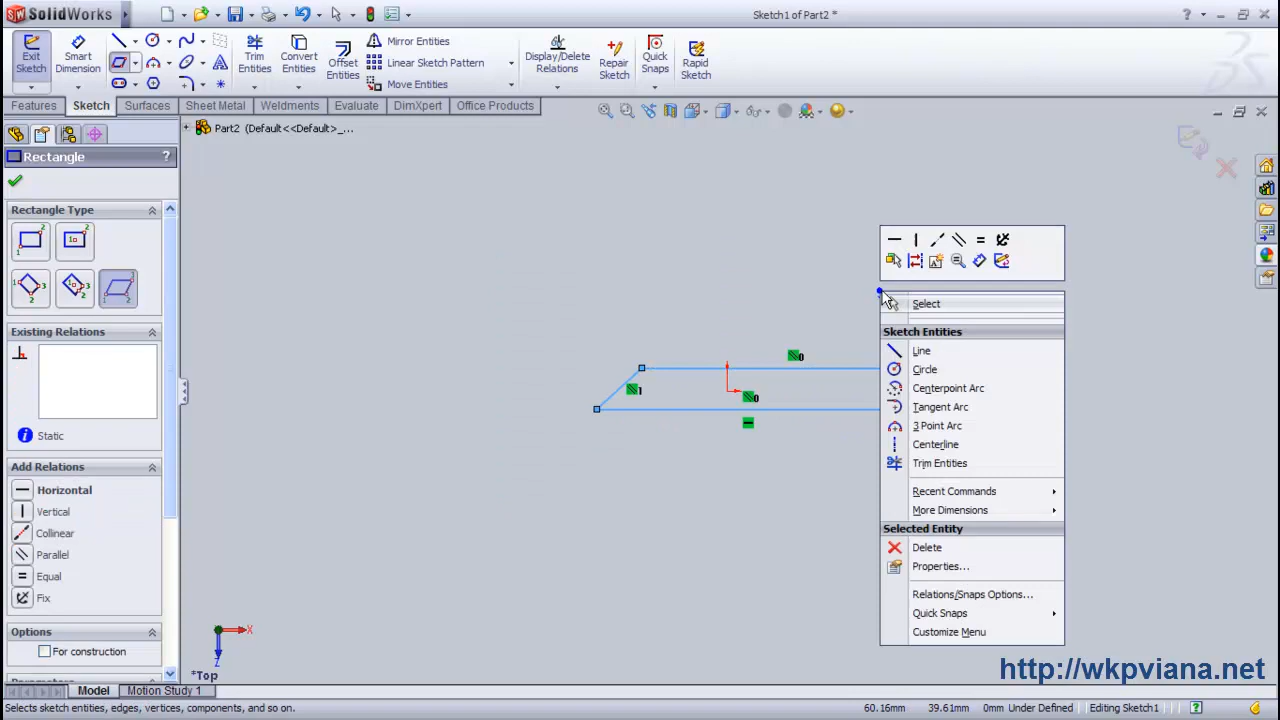 SolidWorks
Sketch1 of Part2 *
Exit Sketch
Smart Dimension
Trim Entities
Convert Entities
Offset Entities
Mirror Entities
Linear Sketch Pattern
Move Entities
Display/Delete Relations
Repair Sketch
Quick Snaps
Rapid Sketch
Features
Sketch
Surfaces
Sheet Metal
Weldments
Evaluate
DimXpert
Office Products
Part2 (Default<<Default>_...
Rectangle
?
Rectangle Type
Existing Relations
Static
Add Relations
Horizontal
Vertical
Collinear
Parallel
Equal
Fix
Options
For construction
0
1
0
Select
Sketch Entities
Line
Circle
Centerpoint Arc
Tangent Arc
3 Point Arc
Centerline
Trim Entities
Recent Commands
More Dimensions
Selected Entity
Delete
Properties...
Relations/Snaps Options...
Quick Snaps
Customize Menu
X
Z
*Top
http://wkpviana.net
Model
Motion Study 1
Selects sketch entities, edges, vertices, components, and so on.
60.16mm
39.61mm
0mm Under Defined
Editing Sketch1